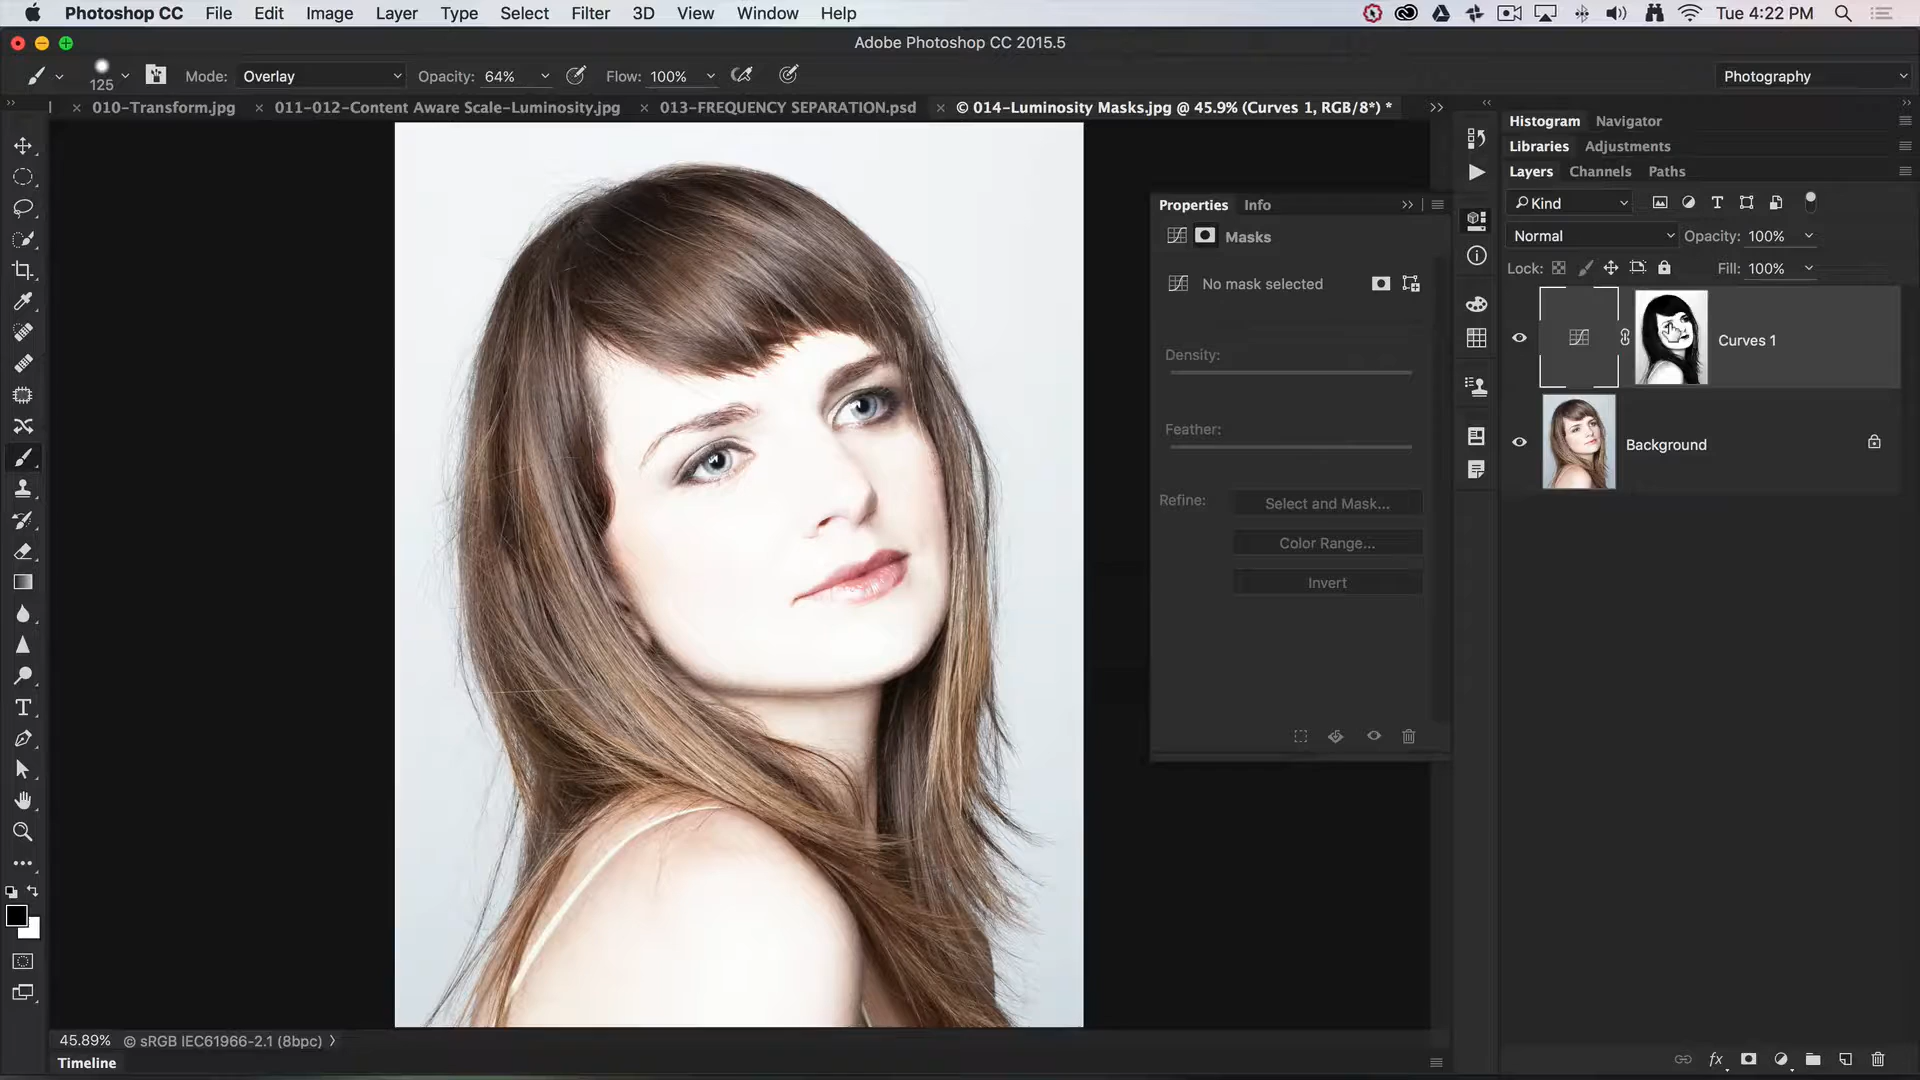 Photoshop CC File Edit Image Layer Type Select Filter 3D View Window Help Tue 4:22 PM
Adobe Photoshop CC 2015.5
125 Mode: Overlay Opacity: 64% Flow: 100% Photography
× 010-Transform.jpg × 011-012-Content Aware Scale-Luminosity.jpg × 013-FREQUENCY SEPARATION.psd × © 014-Luminosity Masks.jpg @ 45.9% (Curves 1, RGB/8*) * >>
Histogram Navigator
Libraries Adjustments
Layers Channels Paths
Kind
Normal Opacity: 100%
Lock: Fill: 100%
Curves 1
Background
Properties Info
Masks
No mask selected
Density:
Feather:
Refine: Select and Mask...
Color Range...
Invert
45.89% © sRGB IEC61966-2.1 (8bpc)
Timeline
fx